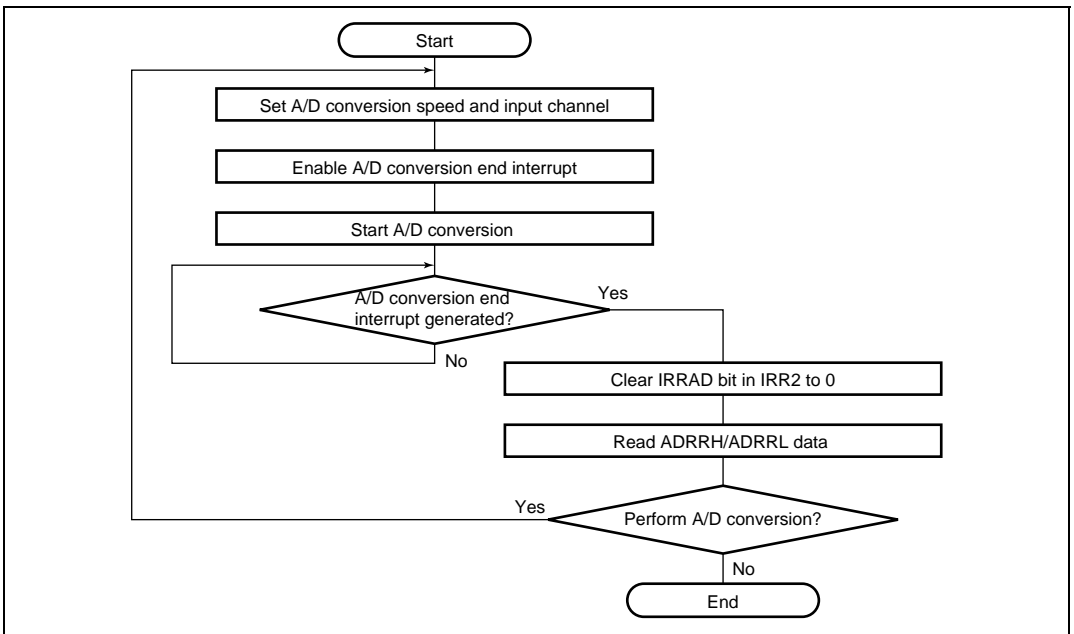 Start
Set A/D conversion speed and input channel
Enable A/D conversion end interrupt
Start A/D conversion
A/D conversion end
interrupt generated?
Yes
No
Clear IRRAD bit in IRR2 to 0
Read ADRRH/ADRRL data
Yes
Perform A/D conversion?
No
End